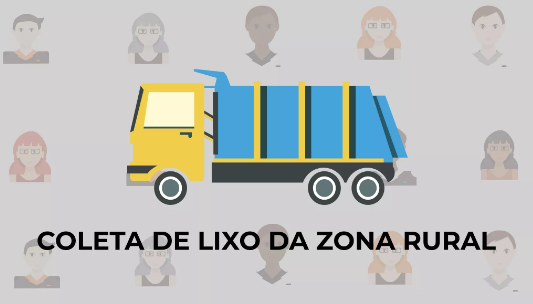 COLETA DE LIXO DA ZONA RURAL